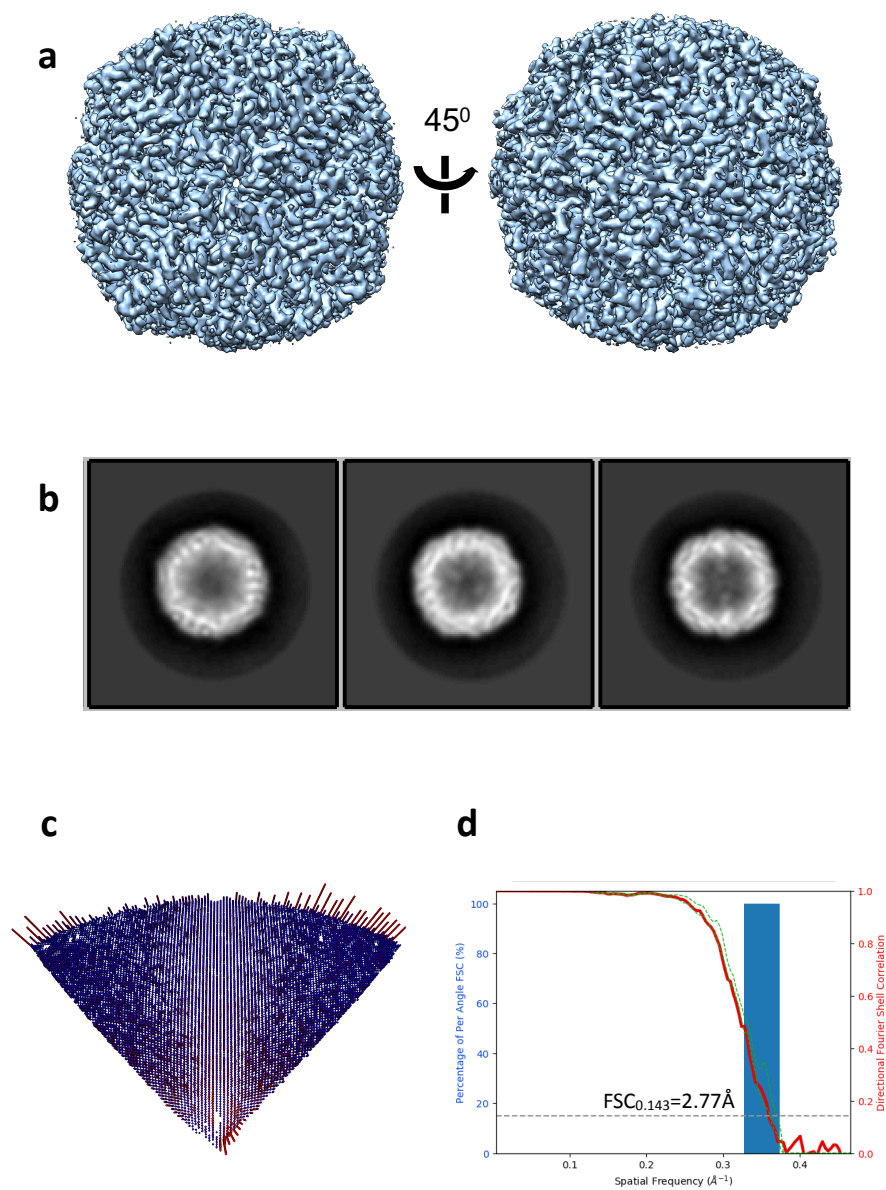 a
45⁰
b
c
d
100
80
60
40
20
0
Percentage of Per Angle FSC (%)
FSC₀.₁₄₃=2.77Å
1.0
0.8
0.6
0.4
0.2
0.0
Directional Fourier Shell Correlation
0.1 0.2 0.3 0.4
Spatial Frequency (Å⁻¹)